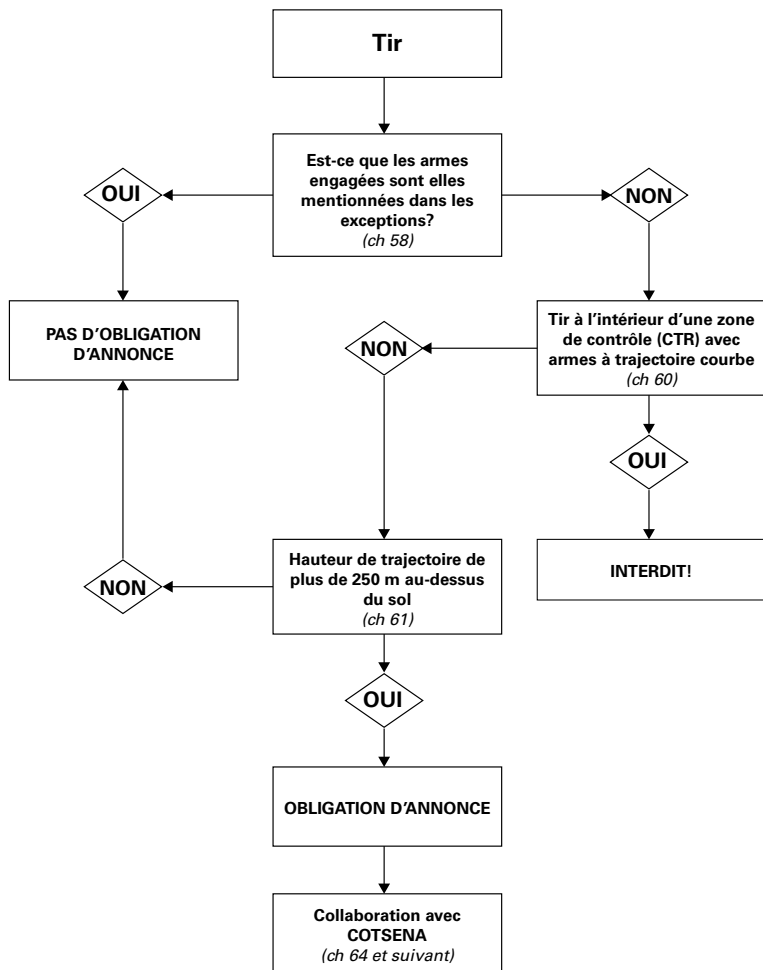 Tir
Est-ce que les armes
engagées sont elles
mentionnées dans les
exceptions?
(ch 58)
OUI
NON
PAS D'OBLIGATION
D'ANNONCE
Tir à l'intérieur d'une zone
de contrôle (CTR) avec
armes à trajectoire courbe
(ch 60)
NON
OUI
Hauteur de trajectoire de
plus de 250 m au-dessus
du sol
(ch 61)
INTERDIT!
NON
OUI
OBLIGATION D'ANNONCE
Collaboration avec
COTSENA
(ch 64 et suivant)